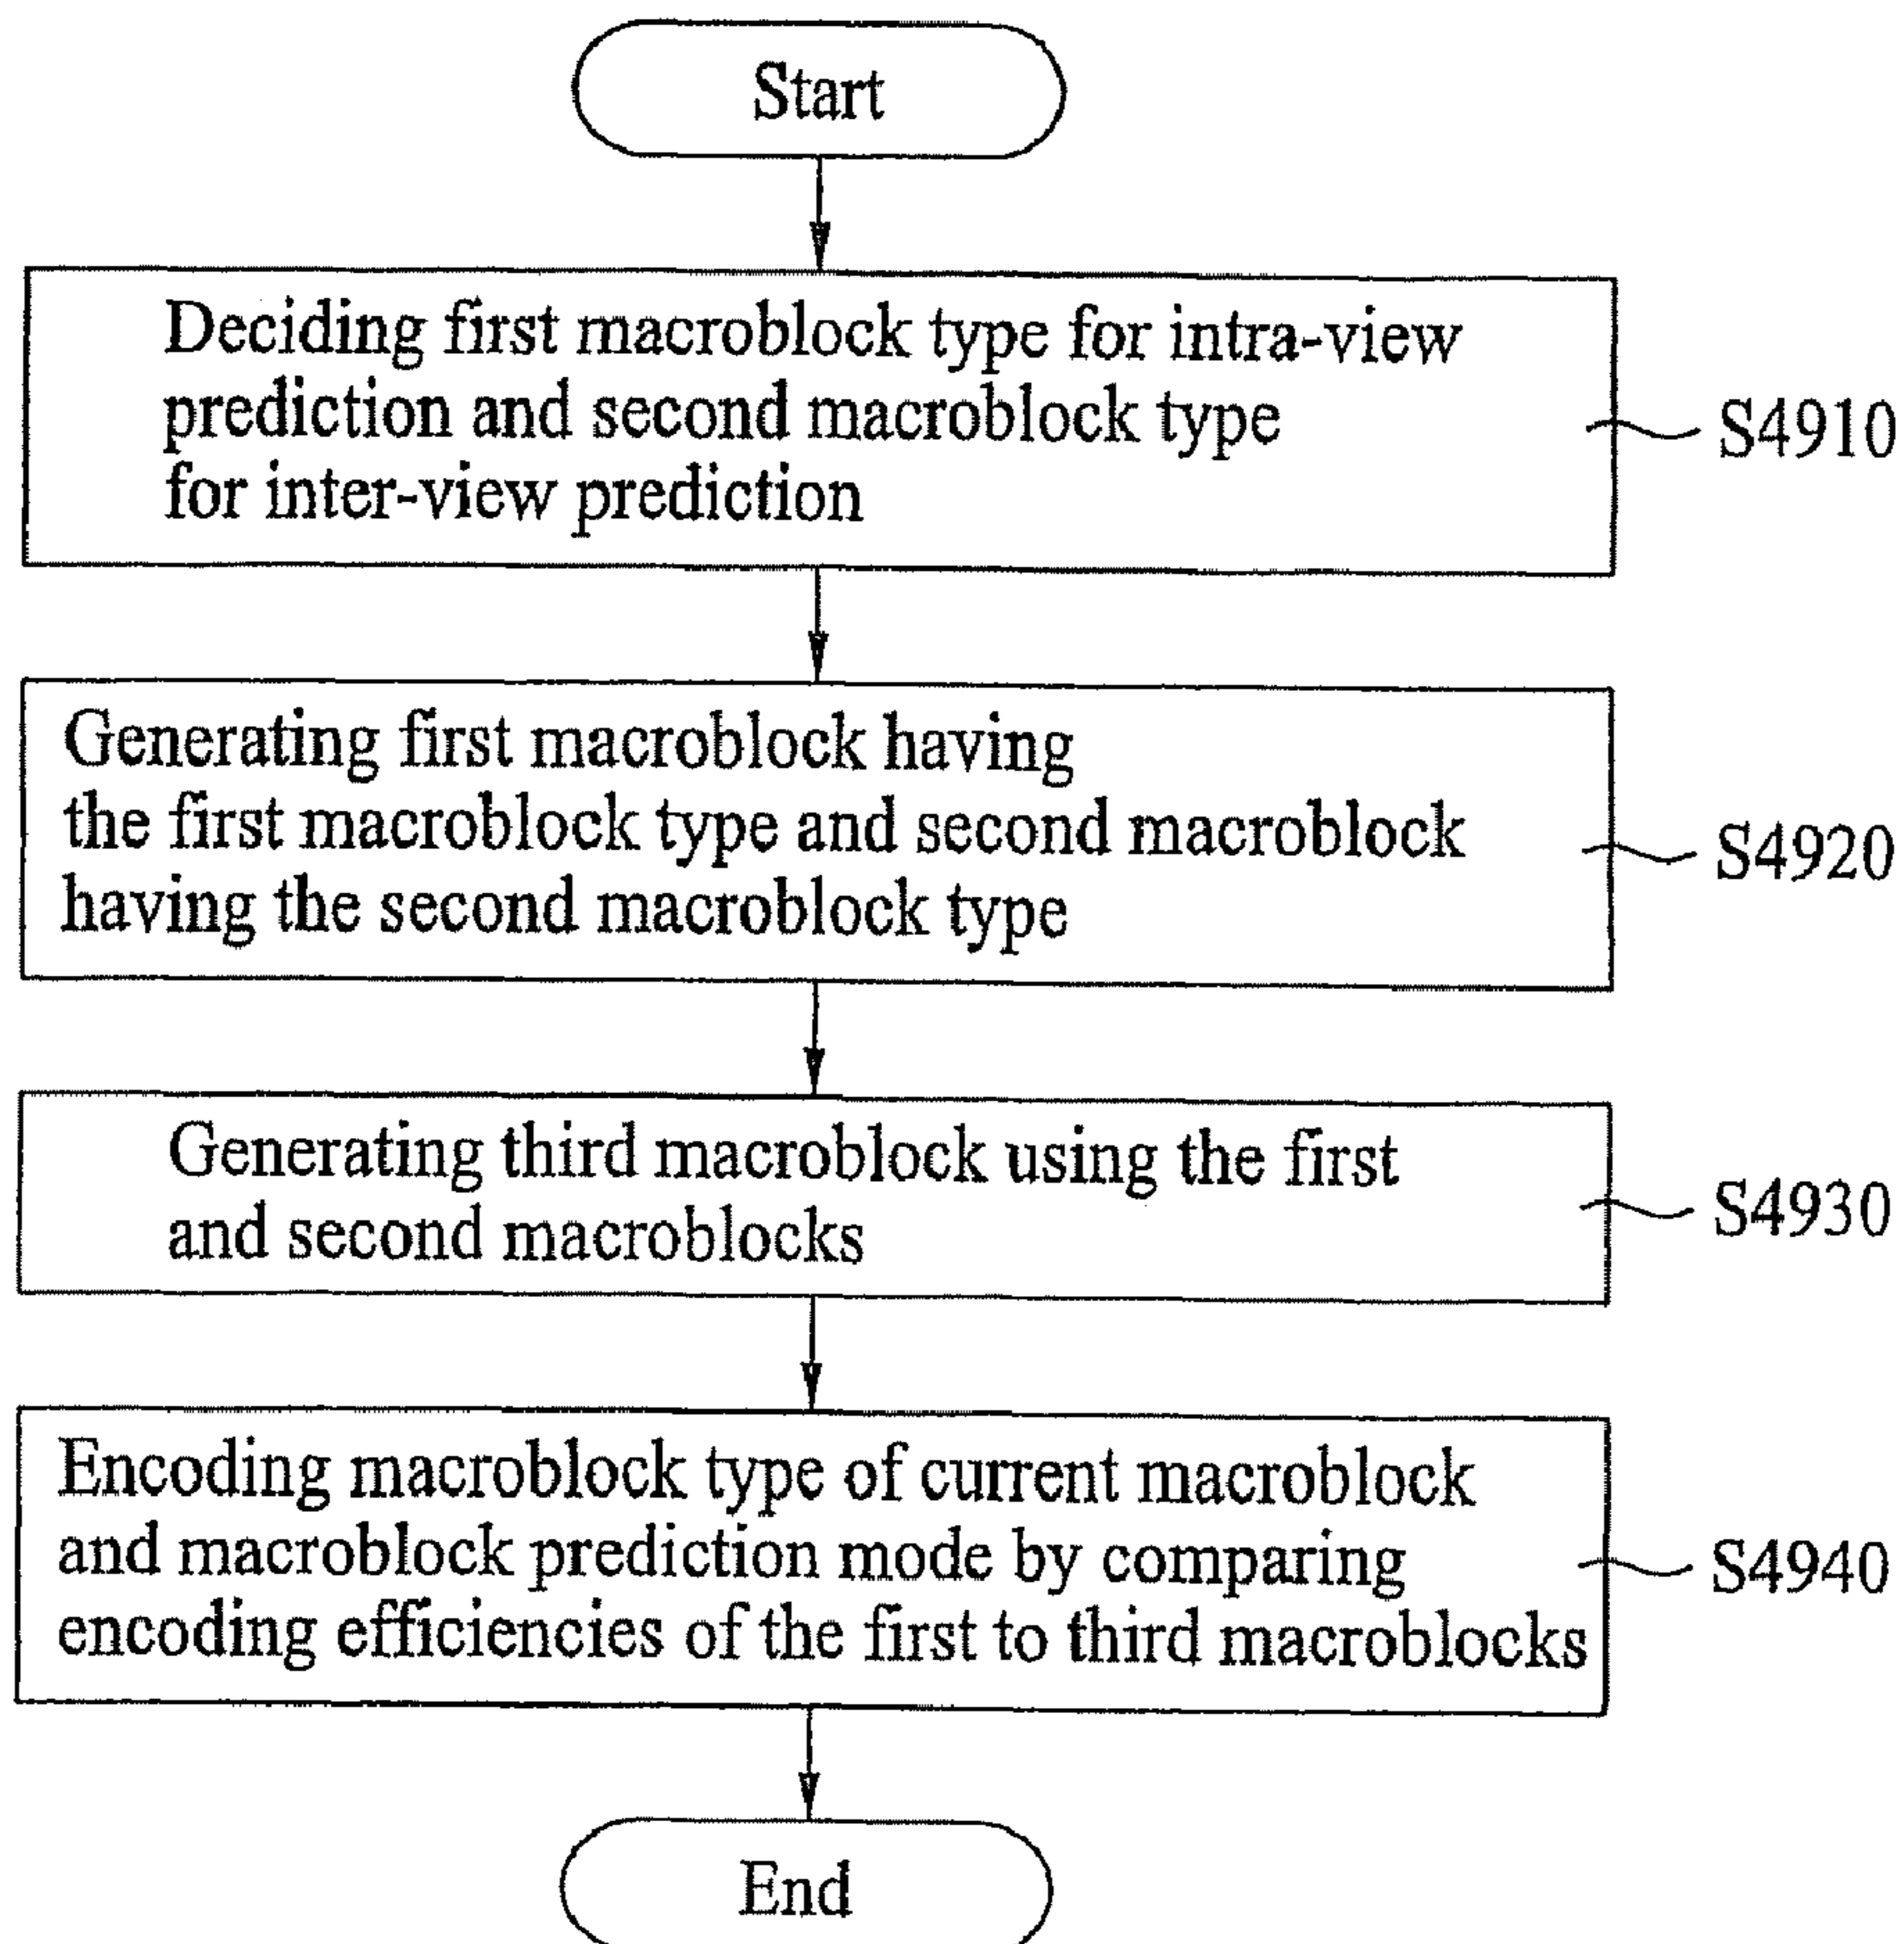 Start
Deciding first macroblock type for intra-view
prediction and second macroblock type
for inter-view prediction
S4910
Generating first macroblock having
the first macroblock type and second macroblock
having the second macroblock type
S4920
Generating third macroblock using the first
and second macroblocks
S4930
Encoding macroblock type of current macroblock
and macroblock prediction mode by comparing
encoding efficiencies of the first to third macroblocks
S4940
End